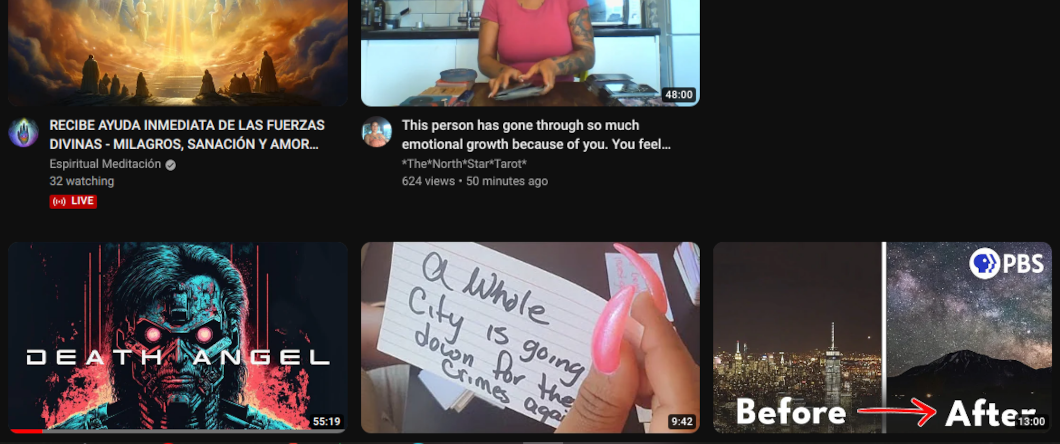 48:00
RECIBE AYUDA INMEDIATA DE LAS FUERZAS
DIVINAS - MILAGROS, SANACIÓN Y AMOR...
Espiritual Meditación
32 watching
LIVE
This person has gone through so much
emotional growth because of you. You feel...
*The*North*Star*Tarot*
624 views • 50 minutes ago
DEATH ANGEL
55:19
a Whole
City is going
down for the
crimes agai
9:42
PBS
Before
After
13:00